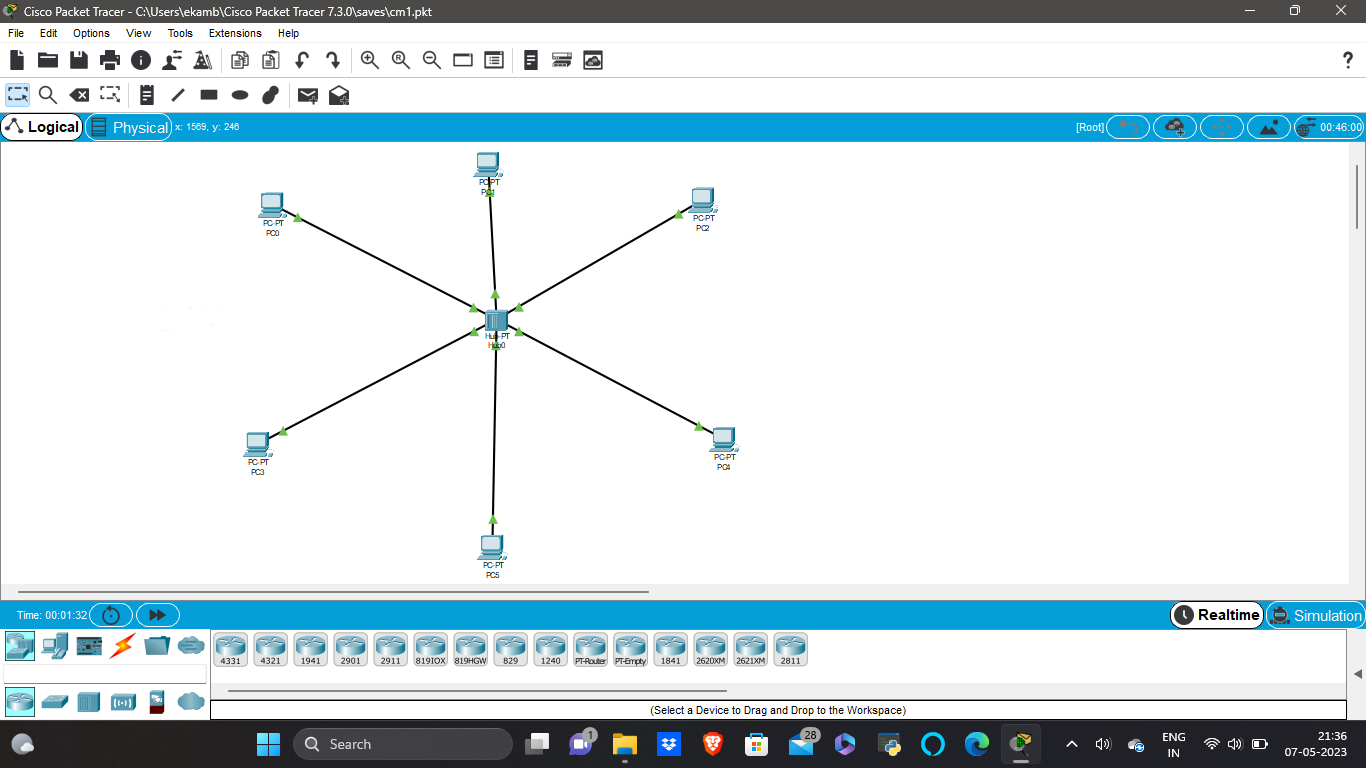 Cisco Packet Tracer - C:\Users\ekamb\Cisco Packet Tracer 7.3.0\saves\cm1.pkt
File Edit Options View Tools Extensions Help
?
Logical Physical x: 1569, y: 246 [Root] 00:46:00
PC-PT
PC1
PC-PT
PC0
PC-PT
PC2
Hub-PT
Hub0
PC-PT
PC3
PC-PT
PC4
PC-PT
PC5
Time: 00:01:32 Realtime Simulation
4331 4321 1941 2901 2911 819IOX 819HGW 829 1240 PT-Router PT-Empty 1841 2620XM 2621XM 2811
(Select a Device to Drag and Drop to the Workspace)
Search 1 28 ENG 21:36
IN 07-05-2023